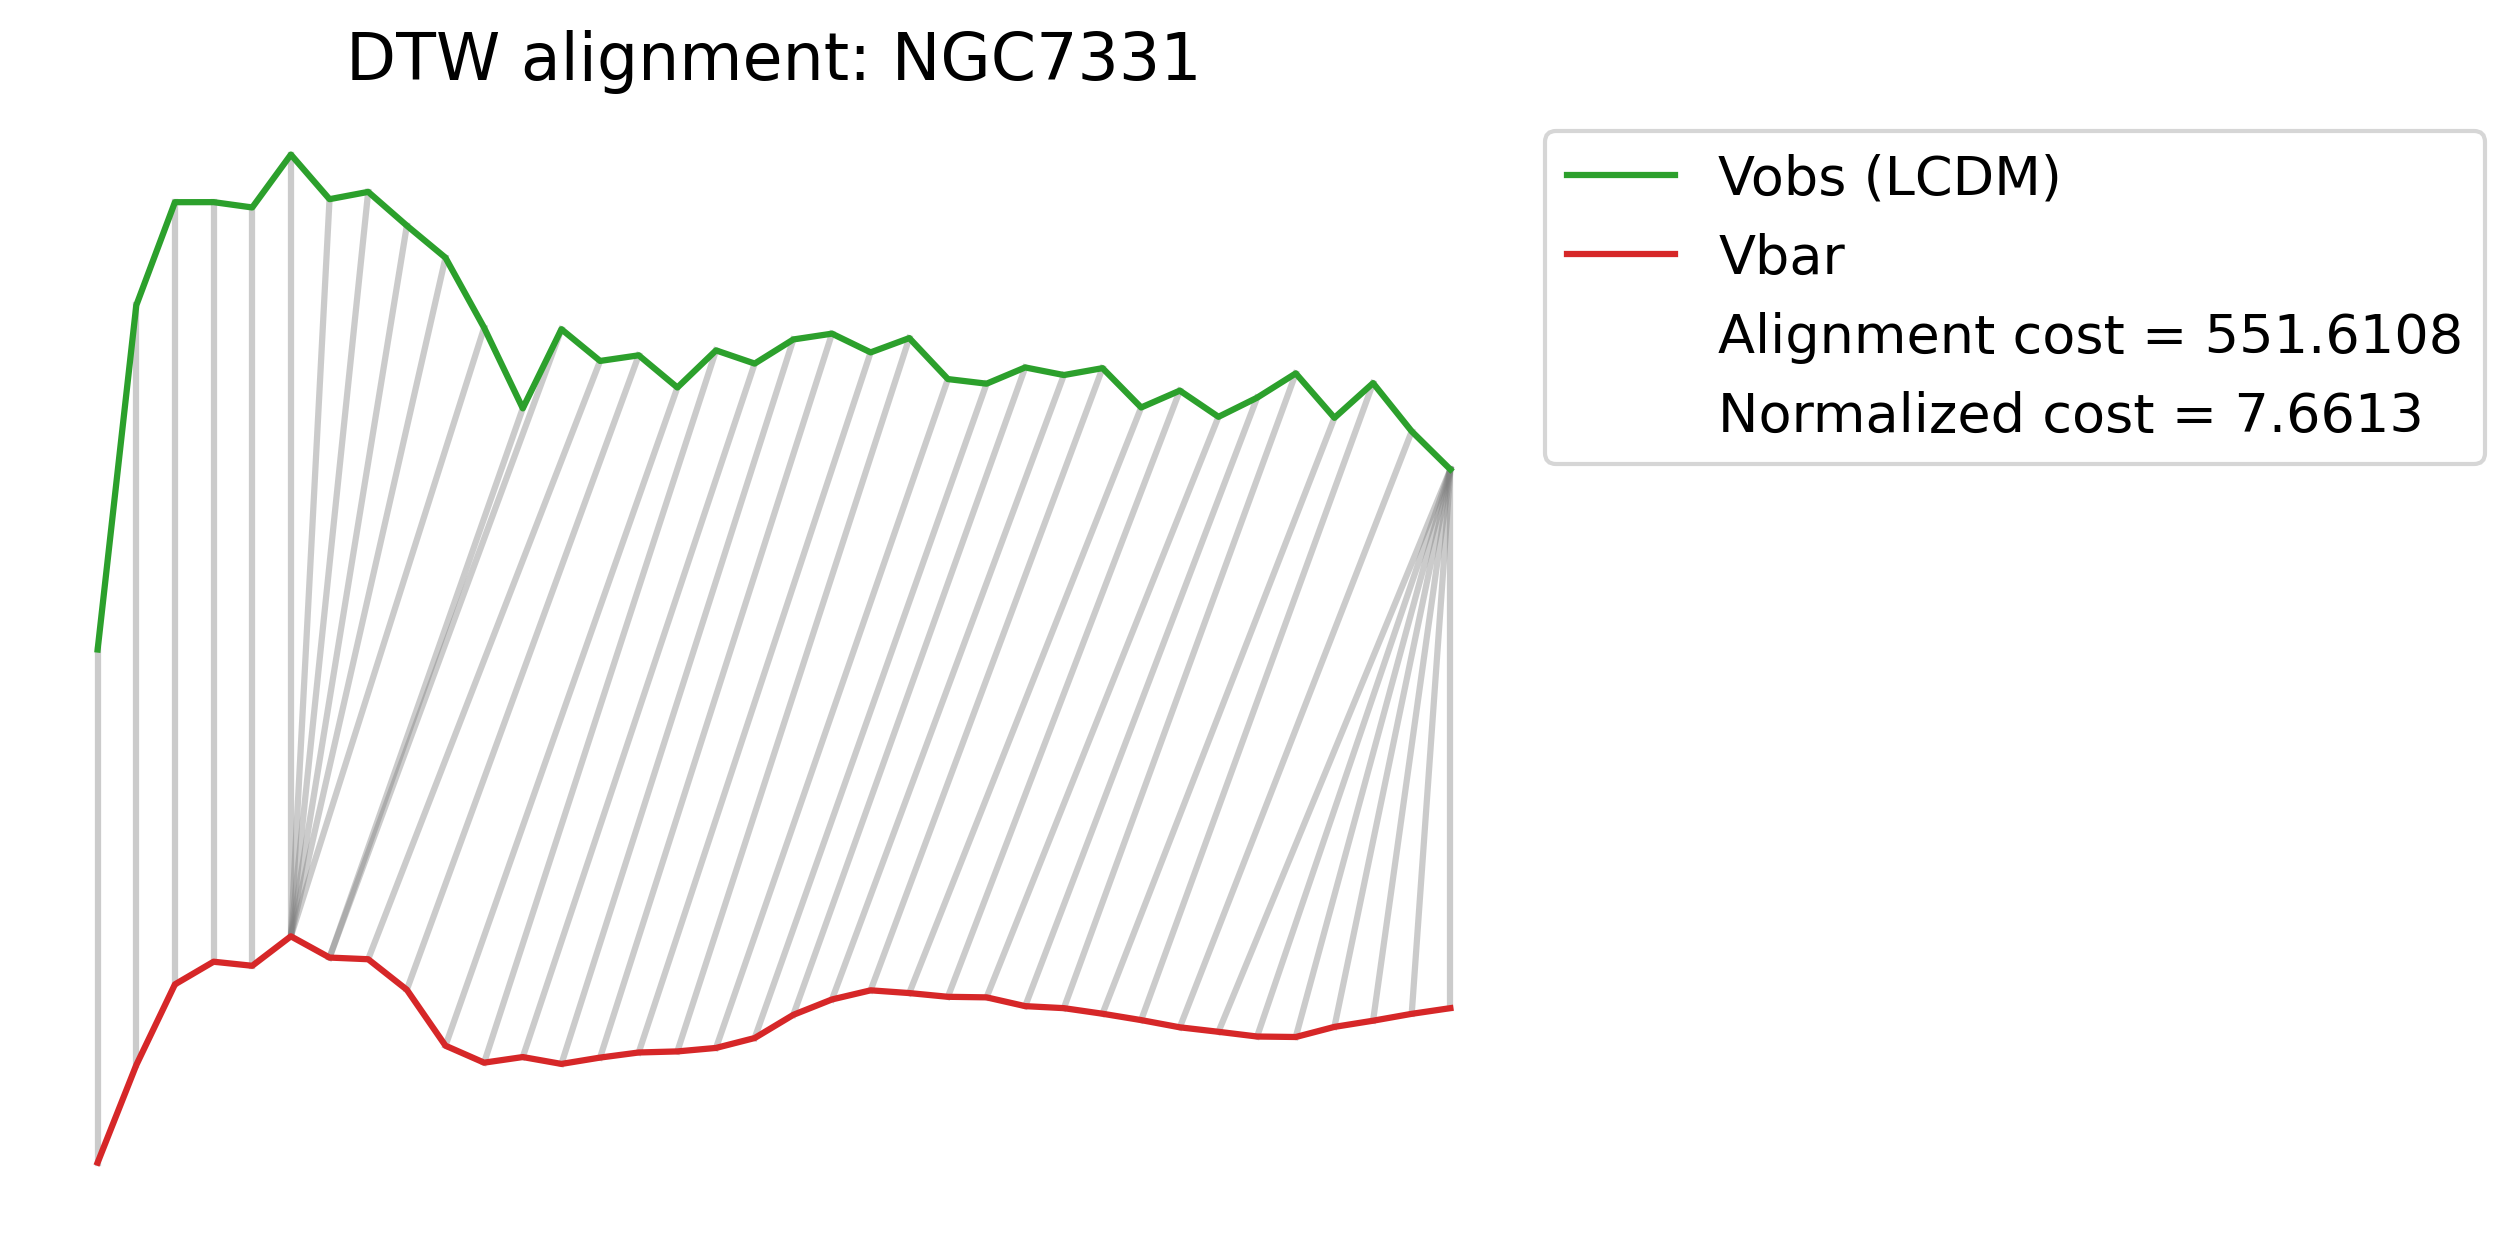 DTW alignment: NGC7331
Vobs (LCDM)
Vbar
Alignment cost = 551.6108
Normalized cost = 7.6613